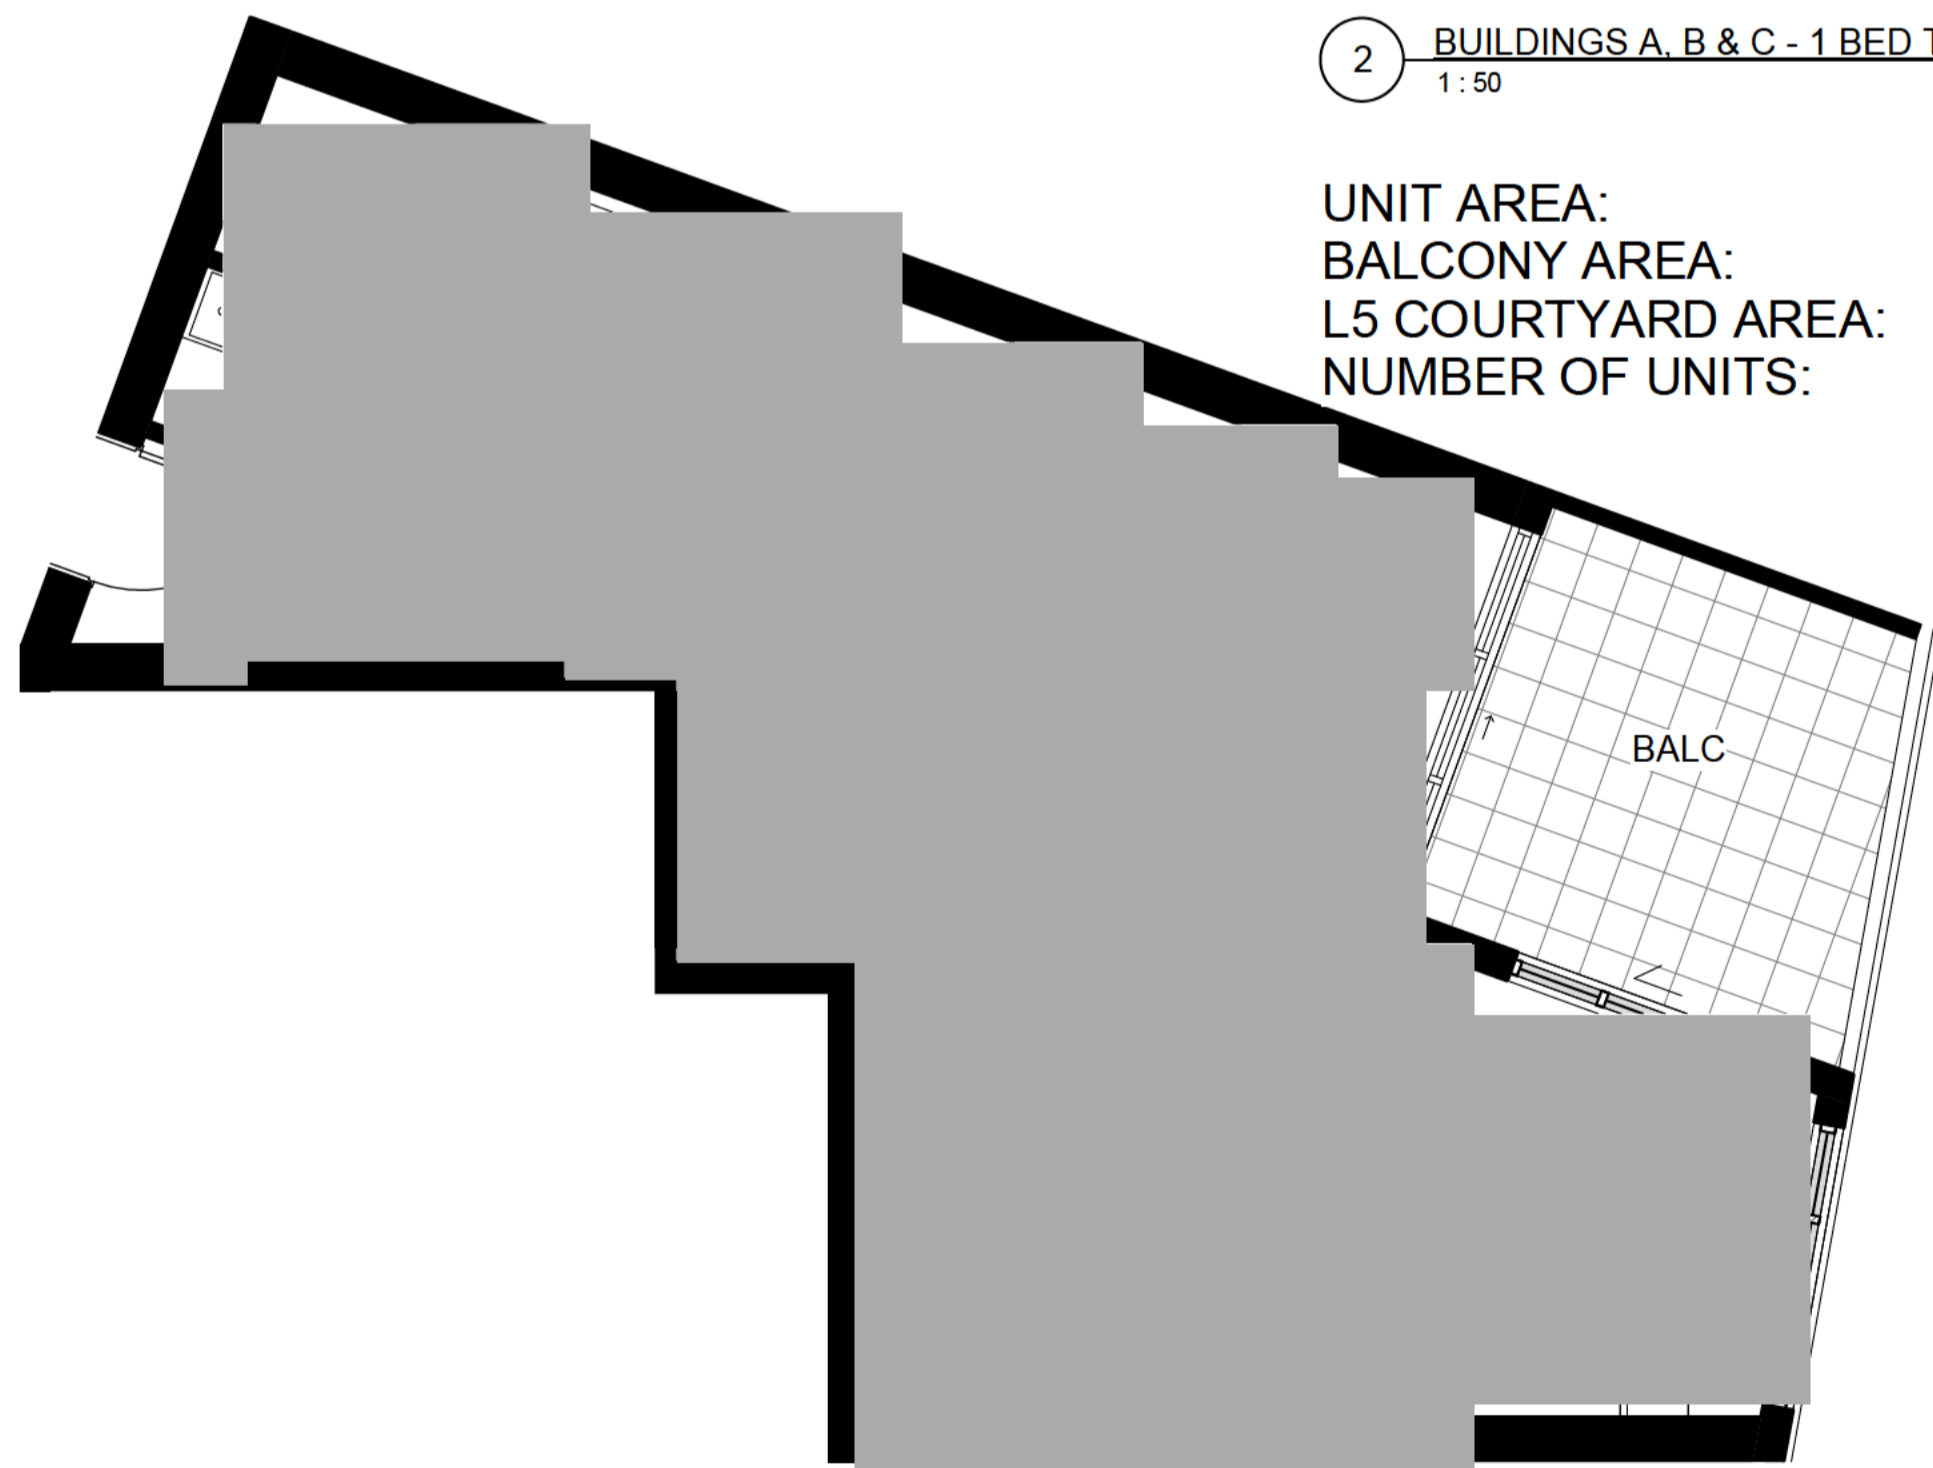 2
BUILDINGS A, B & C - 1 BED
1 : 50
UNIT AREA:
BALCONY AREA:
L5 COURTYARD AREA:
NUMBER OF UNITS:
BALC